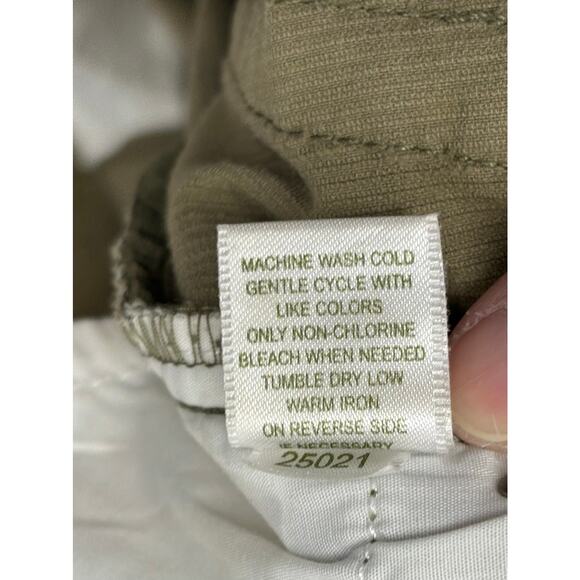 MACHINE WASH COLD
GENTLE CYCLE WITH
LIKE COLORS
ONLY NON-CHLORINE
BLEACH WHEN NEEDED
TUMBLE DRY LOW
WARM IRON
ON REVERSE SIDE
IF NECESSARY
25021